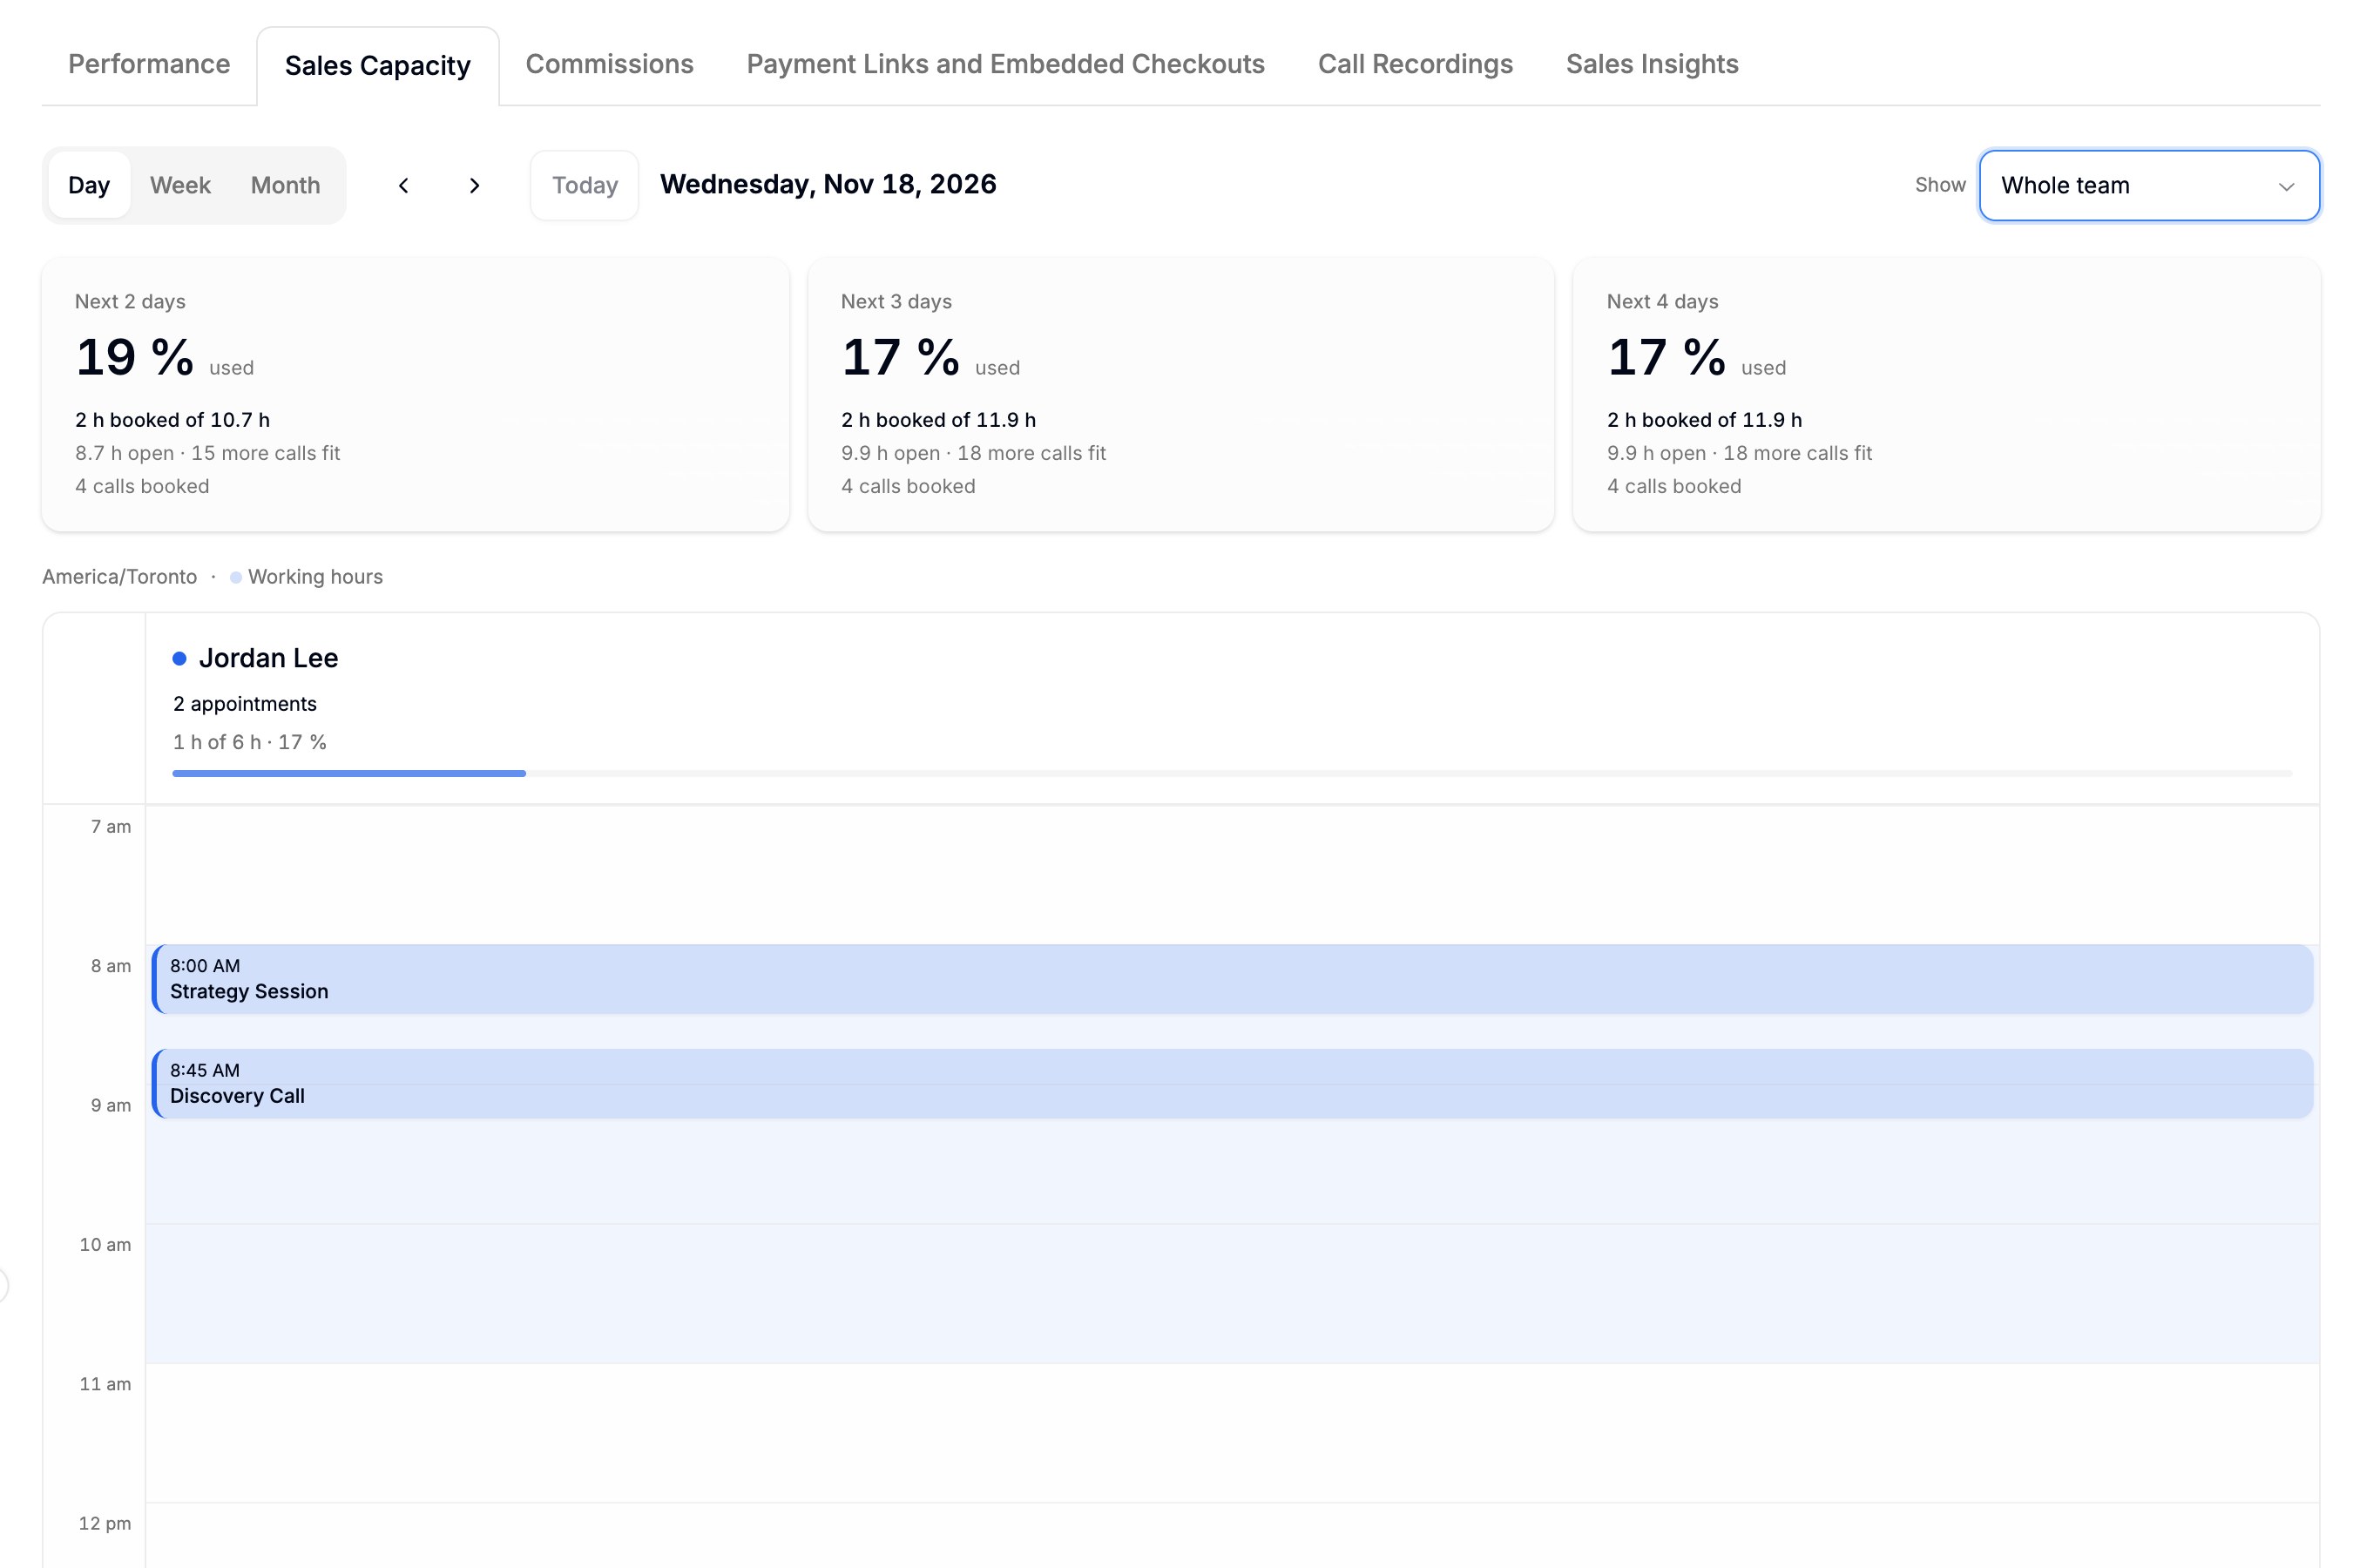 Performance
Sales Capacity
Commissions
Payment Links and Embedded Checkouts
Call Recordings
Sales Insights
Day
Week
Month
Today
Wednesday, Nov 18, 2026
Show
Whole team
Next 2 days
19 % used
2 h booked of 10.7 h
8.7 h open · 15 more calls fit
4 calls booked
Next 3 days
17 % used
2 h booked of 11.9 h
9.9 h open · 18 more calls fit
4 calls booked
Next 4 days
17 % used
2 h booked of 11.9 h
9.9 h open · 18 more calls fit
4 calls booked
America/Toronto · Working hours
Jordan Lee
2 appointments
1 h of 6 h · 17 %
7 am
8 am
8:00 AM
Strategy Session
8:45 AM
Discovery Call
9 am
10 am
11 am
12 pm